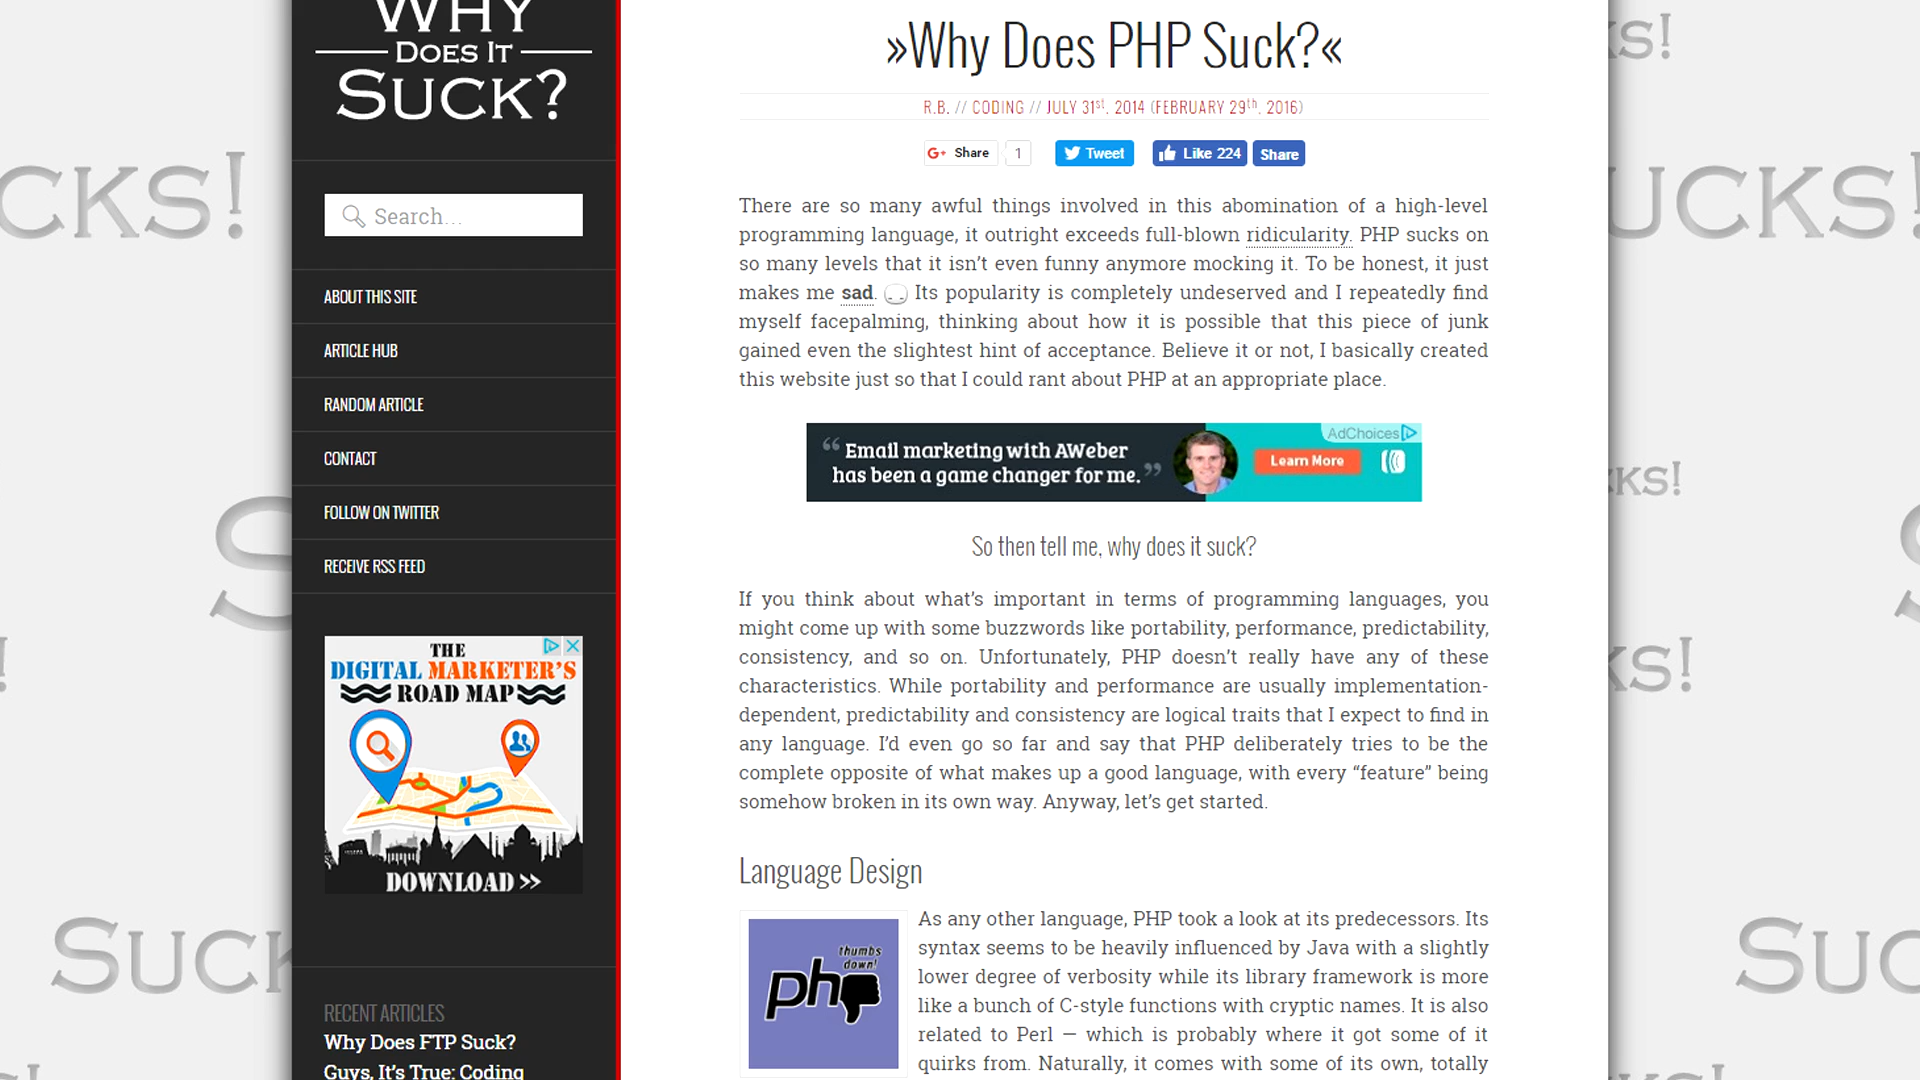 WHY
DOES IT
SUCK?
Search...
ABOUT THIS SITE
ARTICLE HUB
RANDOM ARTICLE
CONTACT
FOLLOW ON TWITTER
RECEIVE RSS FEED
THE
DIGITAL MARKETER'S
ROAD MAP
DOWNLOAD >>
RECENT ARTICLES
Why Does FTP Suck?
Guys, It's True: Coding
»Why Does PHP Suck?«
R.B. // CODING // JULY 31st, 2014 (FEBRUARY 29th, 2016)
G+ Share 1 Tweet Like 224 Share
There are so many awful things involved in this abomination of a high-level
programming language, it outright exceeds full-blown ridicularity. PHP sucks on
so many levels that it isn't even funny anymore mocking it. To be honest, it just
makes me sad. Its popularity is completely undeserved and I repeatedly find
myself facepalming, thinking about how it is possible that this piece of junk
gained even the slightest hint of acceptance. Believe it or not, I basically created
this website just so that I could rant about PHP at an appropriate place.
AdChoices
“Email marketing with AWeber
has been a game changer for me.”
Learn More
So then tell me, why does it suck?
If you think about what's important in terms of programming languages, you
might come up with some buzzwords like portability, performance, predictability,
consistency, and so on. Unfortunately, PHP doesn't really have any of these
characteristics. While portability and performance are usually implementation-
dependent, predictability and consistency are logical traits that I expect to find in
any language. I'd even go so far and say that PHP deliberately tries to be the
complete opposite of what makes up a good language, with every “feature” being
somehow broken in its own way. Anyway, let's get started.
Language Design
thumbs
down!
php
As any other language, PHP took a look at its predecessors. Its
syntax seems to be heavily influenced by Java with a slightly
lower degree of verbosity while its library framework is more
like a bunch of C-style functions with cryptic names. It is also
related to Perl — which is probably where it got some of it
quirks from. Naturally, it comes with some of its own, totally
CKS!
S
SUCK
KS!
UCKS!
KS!
KS!
SUC